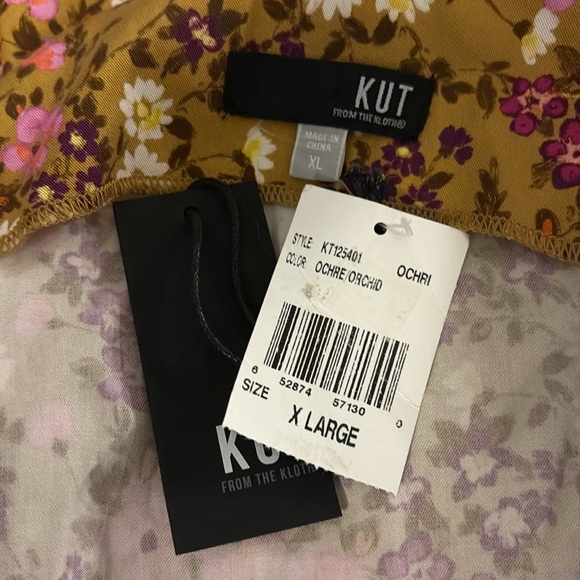 KUT
FROM THE KLOTH®
MADE IN
CHINA
XL
STYLE KT125401
COLOR OCHRE/ORCHID OCHRI
6 52874 57130 0
SIZE X LARGE
KUT
FROM THE KLOTH